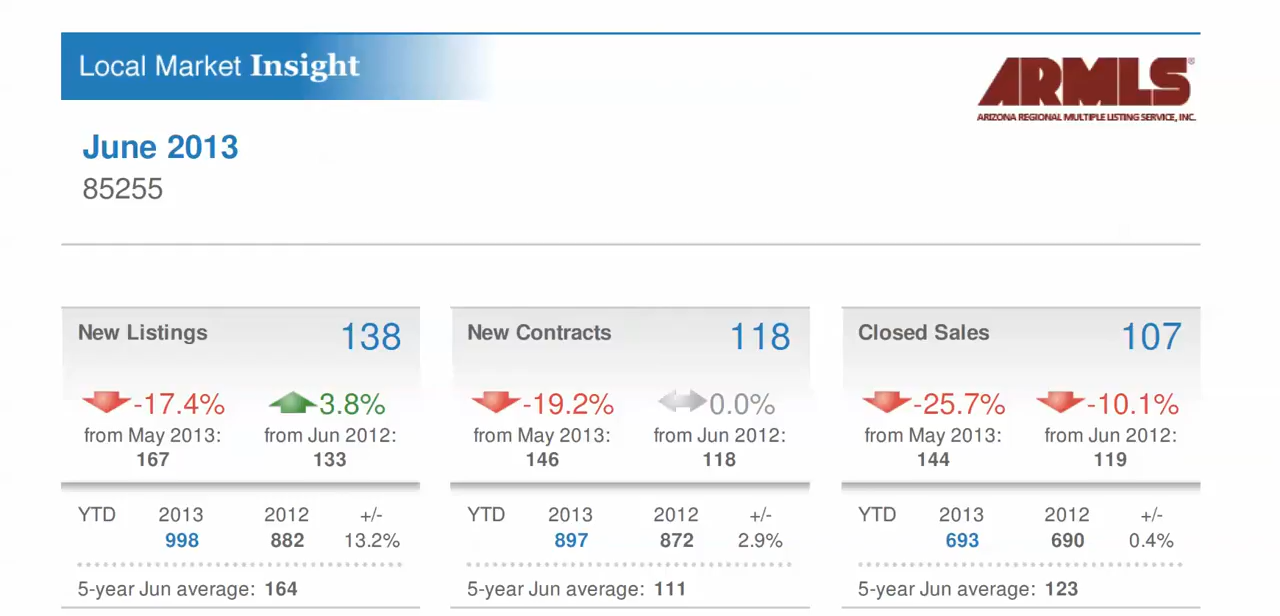 Local Market Insight
ARMLS®
ARIZONA REGIONAL MULTIPLE LISTING SERVICE, INC.
June 2013
85255
New Listings 138
-17.4% 3.8%
from May 2013: from Jun 2012:
167 133
YTD 2013 2012 +/-
998 882 13.2%
5-year Jun average: 164
New Contracts 118
-19.2% 0.0%
from May 2013: from Jun 2012:
146 118
YTD 2013 2012 +/-
897 872 2.9%
5-year Jun average: 111
Closed Sales 107
-25.7% -10.1%
from May 2013: from Jun 2012:
144 119
YTD 2013 2012 +/-
693 690 0.4%
5-year Jun average: 123